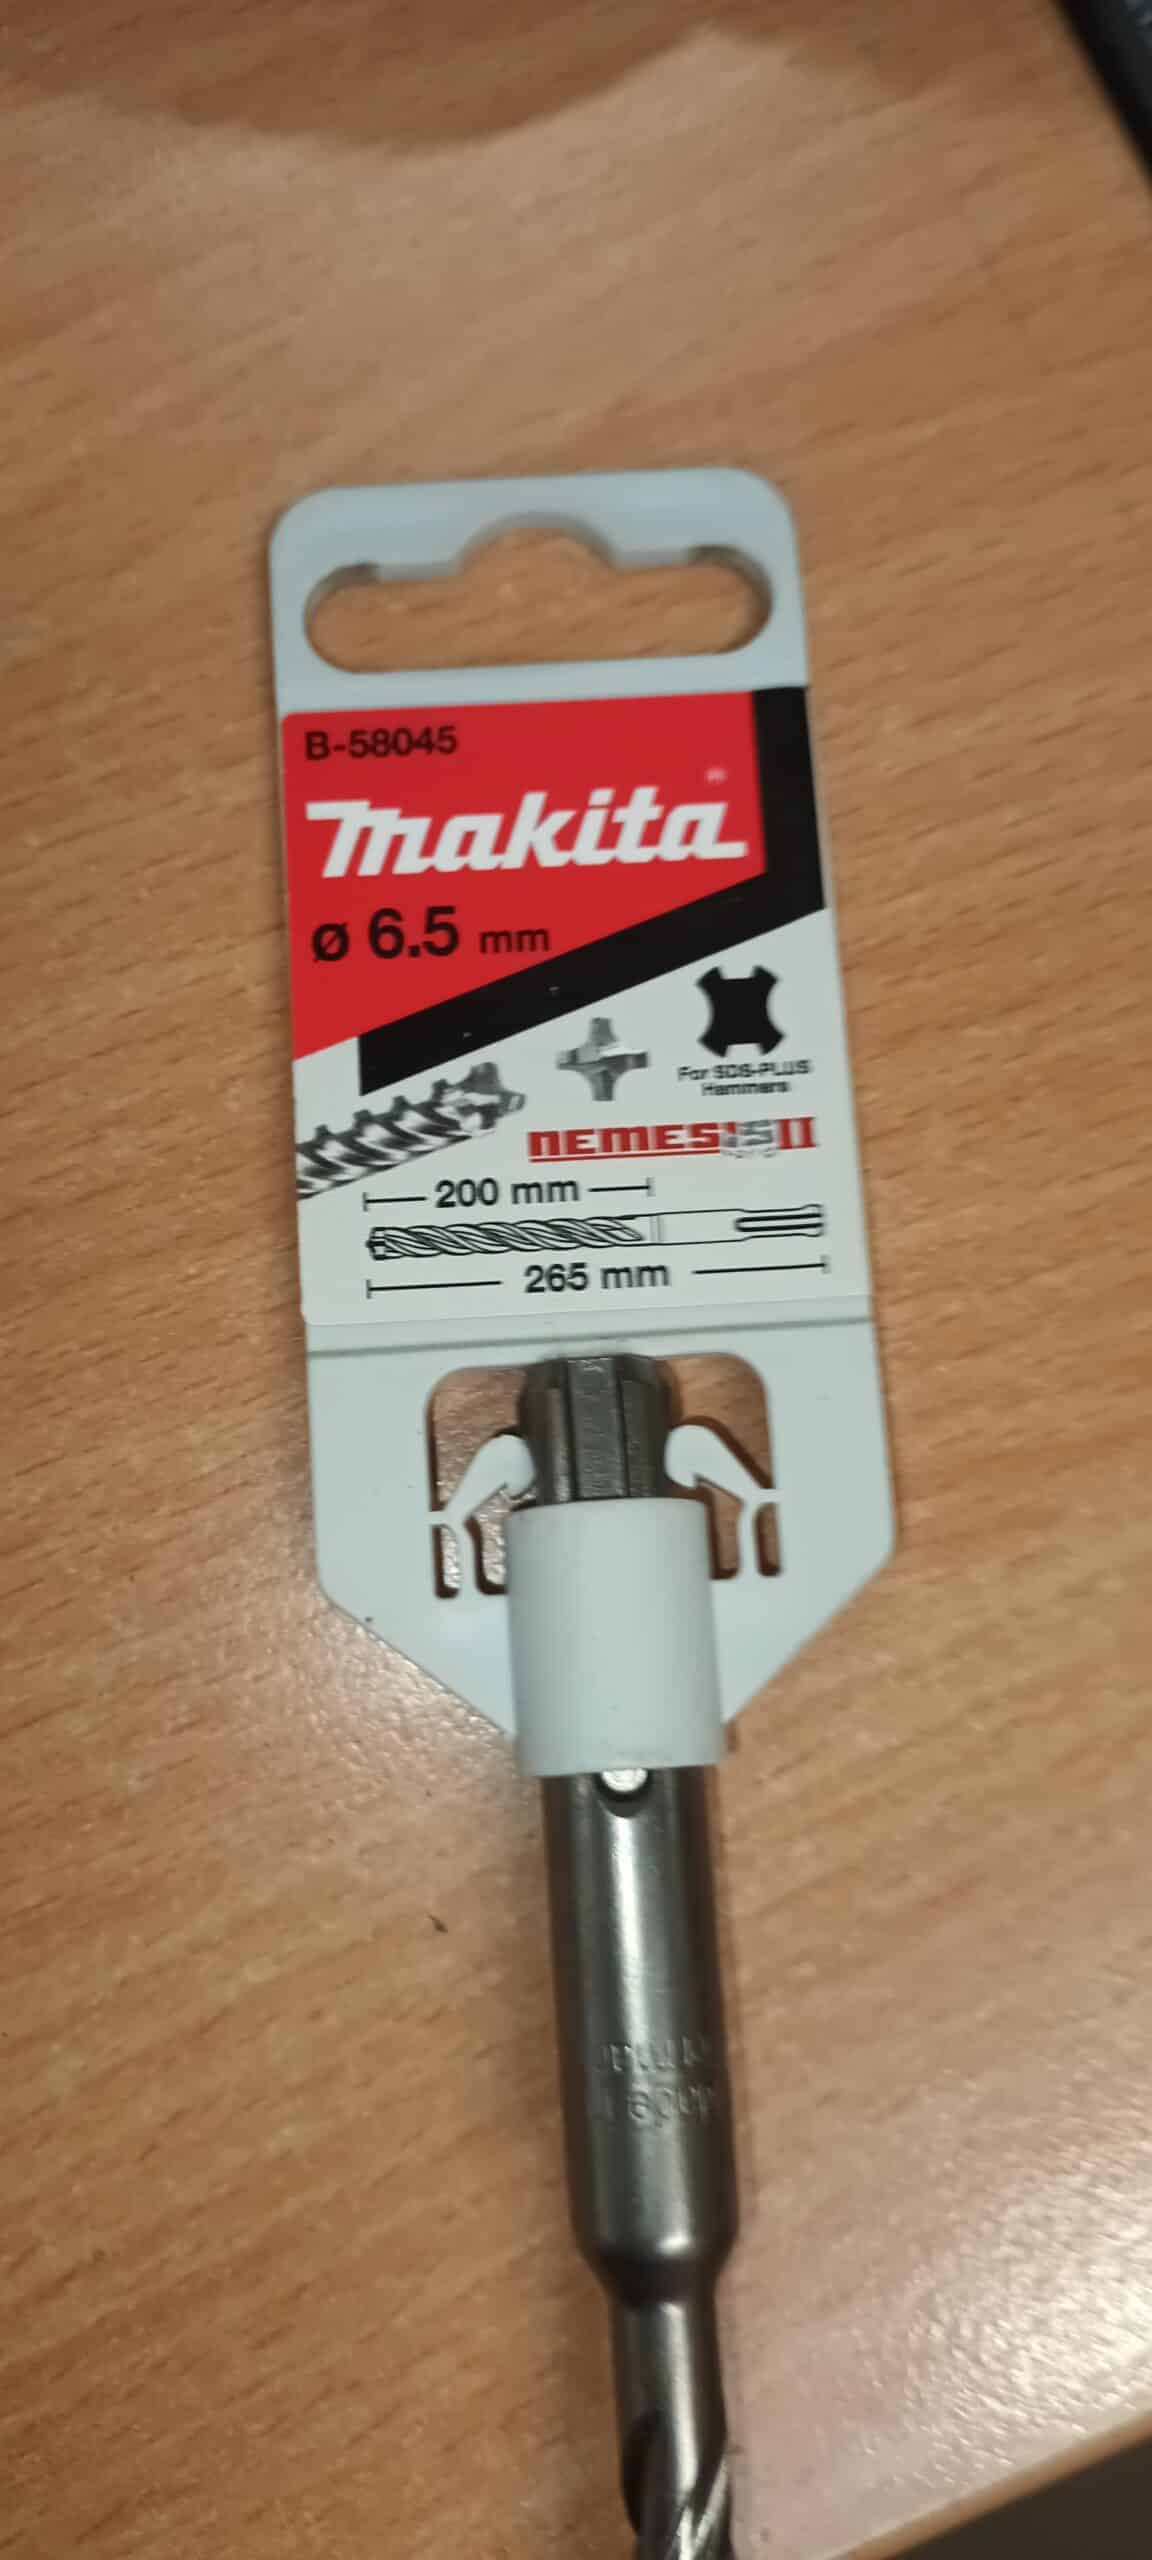 B-58045
makita
ø 6.5 mm
For SDS-PLUS
Hammers
NEMESIS II
200 mm
265 mm